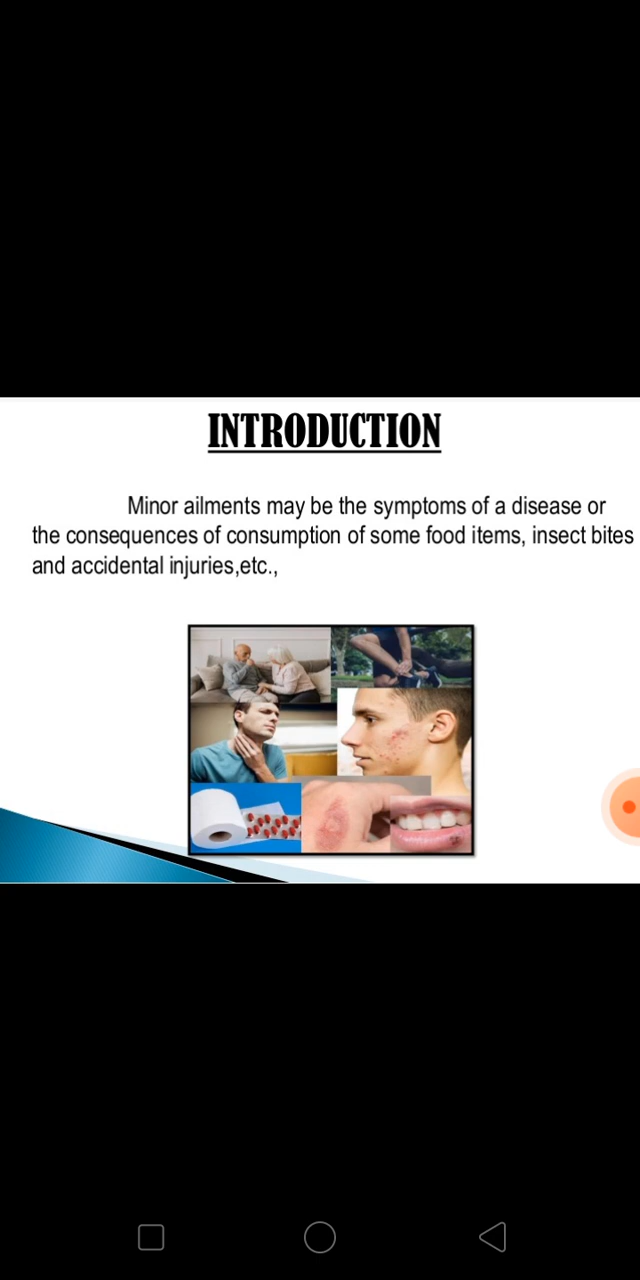 INTRODUCTION
Minor ailments may be the symptoms of a disease or
the consequences of consumption of some food items, insect bites
and accidental injuries,etc.,